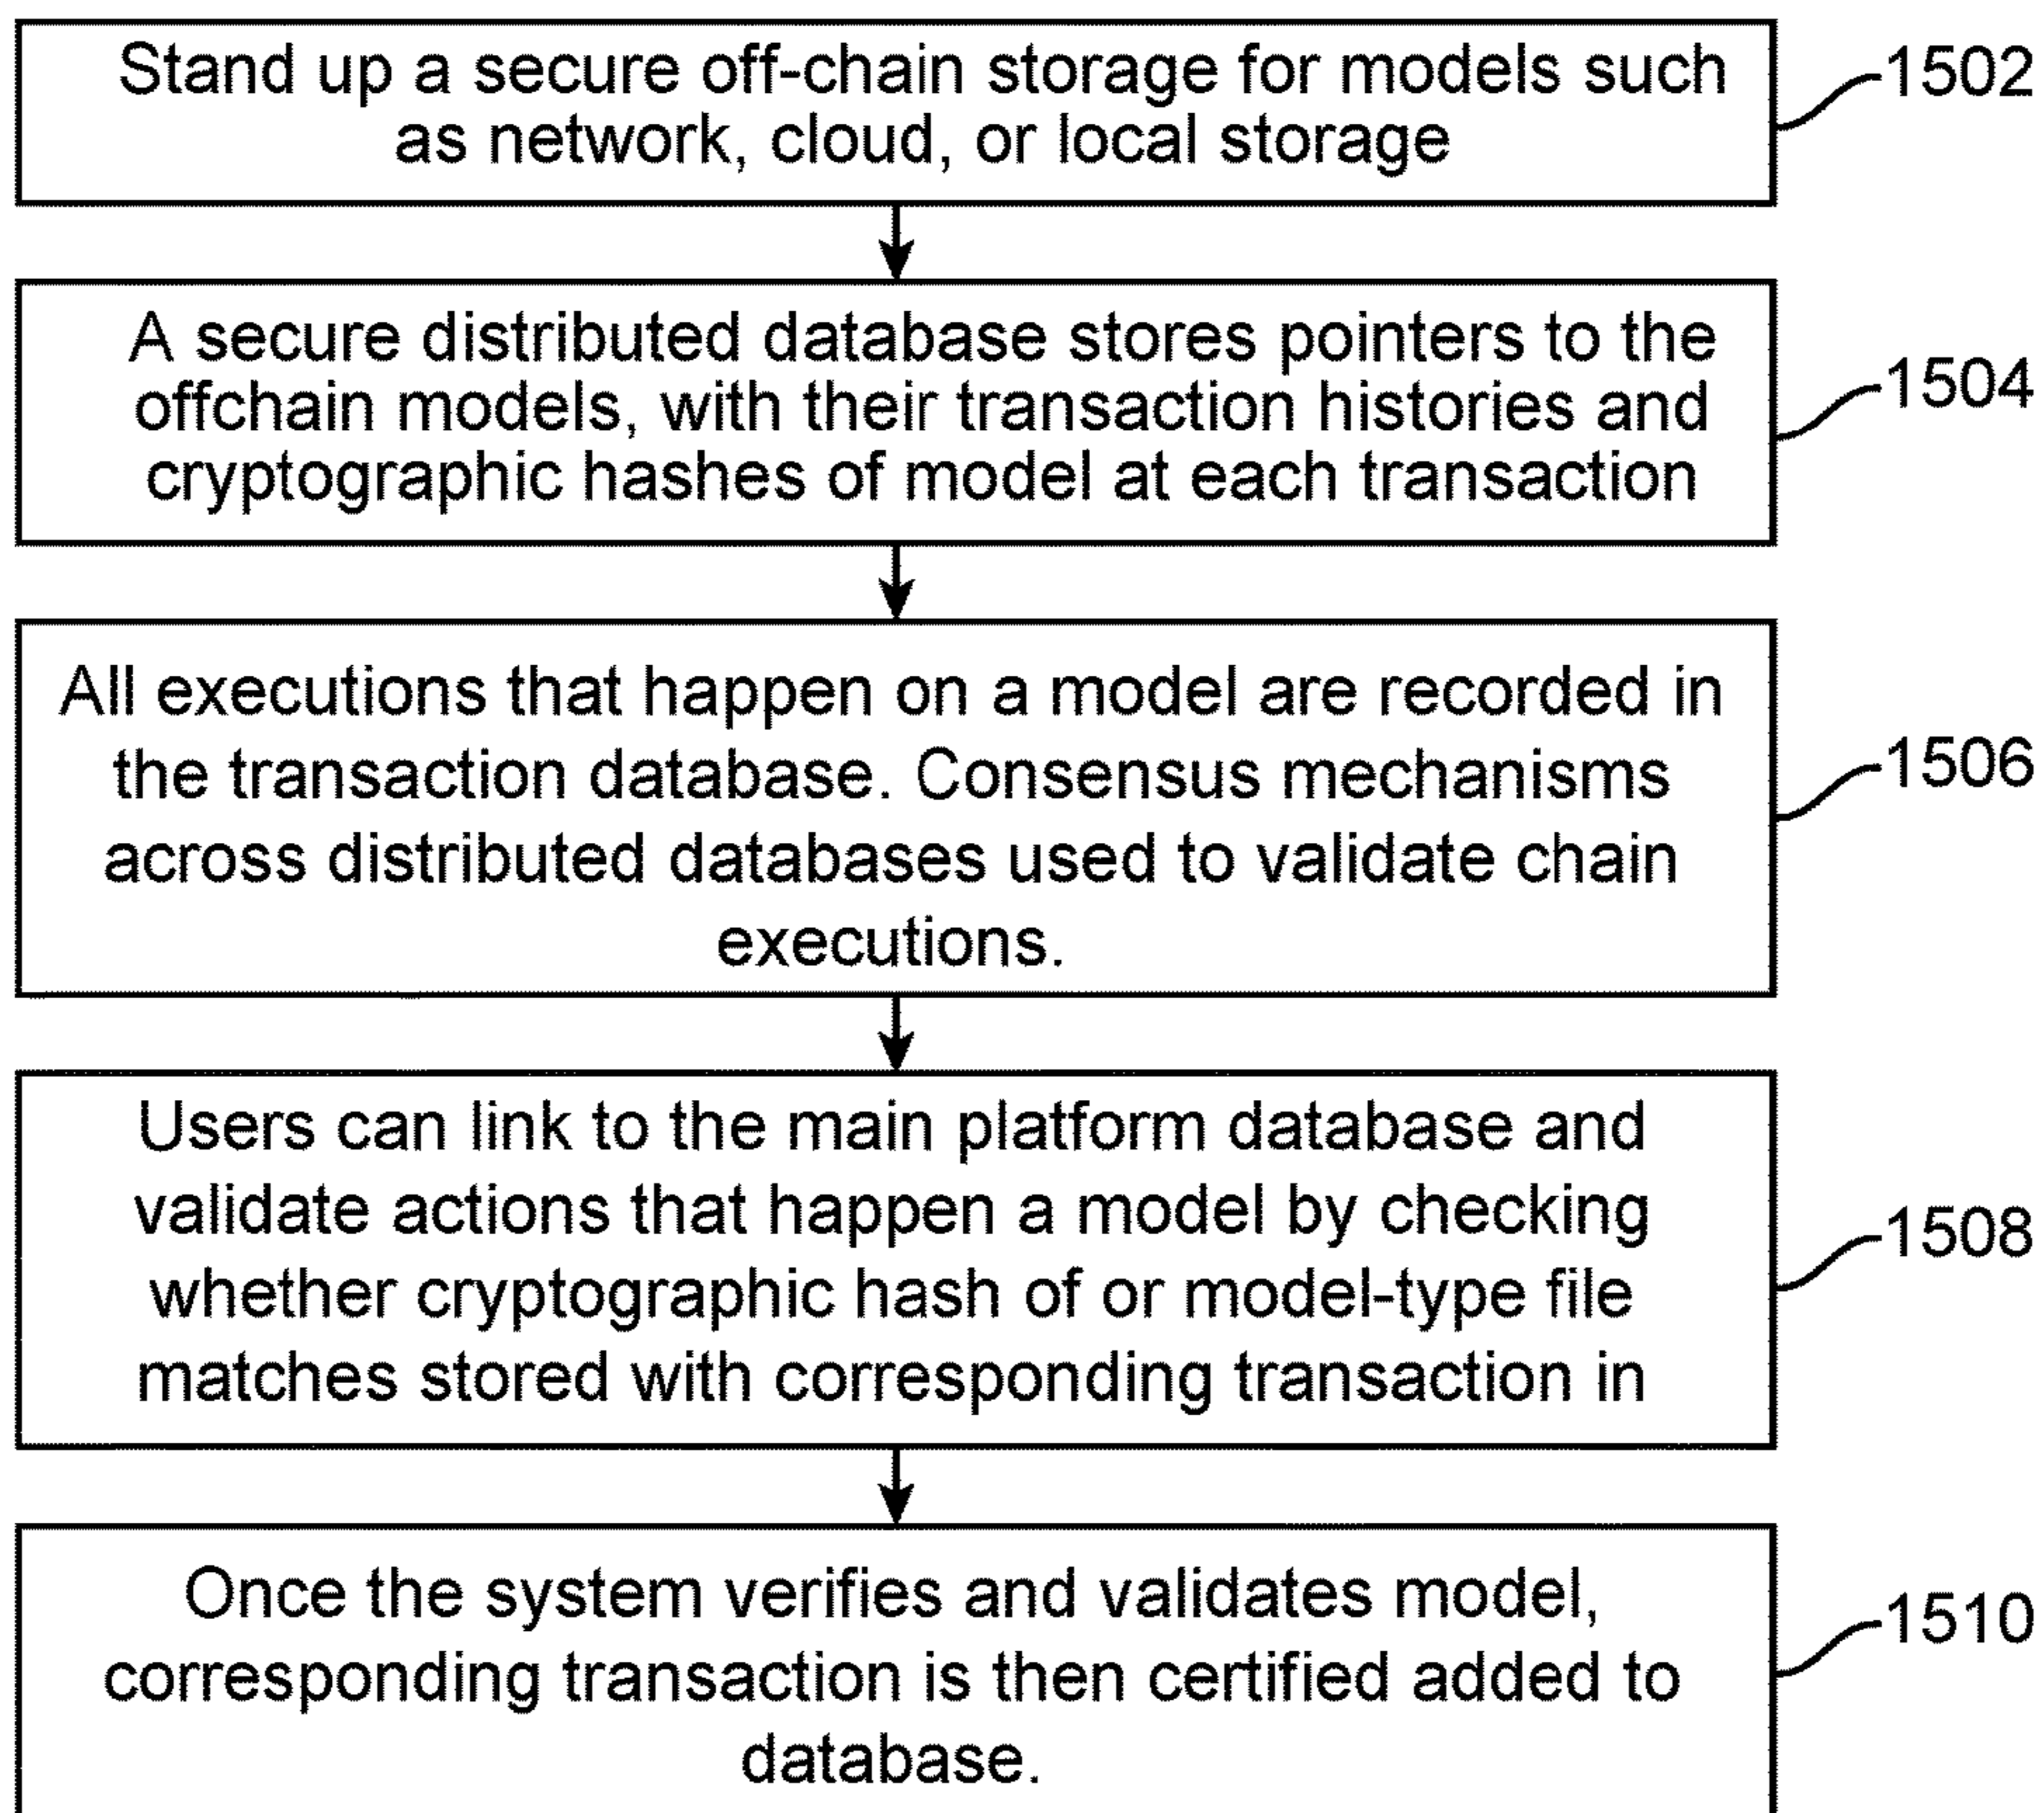 Stand up a secure off-chain storage for models such
as network, cloud, or local storage
1502
A secure distributed database stores pointers to the
offchain models, with their transaction histories and
cryptographic hashes of model at each transaction
1504
All executions that happen on a model are recorded in
the transaction database. Consensus mechanisms
across distributed databases used to validate chain
executions.
1506
Users can link to the main platform database and
validate actions that happen a model by checking
whether cryptographic hash of or model-type file
matches stored with corresponding transaction in
1508
Once the system verifies and validates model,
corresponding transaction is then certified added to
database.
1510